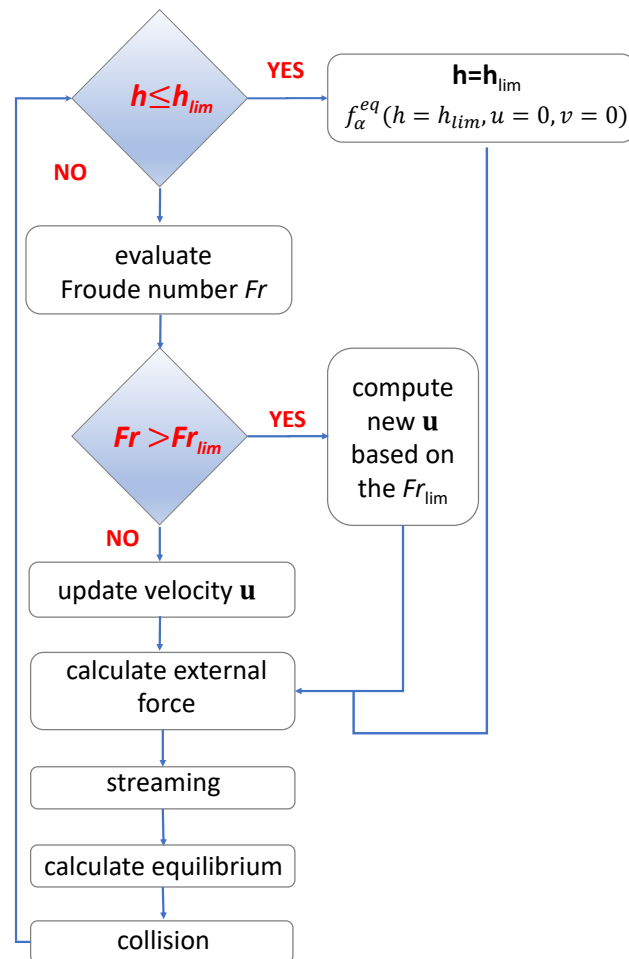 h≤h_lim
YES
h=h_lim
f_α^eq(h = h_lim, u = 0, v = 0)
NO
evaluate
Froude number Fr
Fr >Fr_lim
YES
compute
new u
based on
the Fr_lim
NO
update velocity u
calculate external
force
streaming
calculate equilibrium
collision